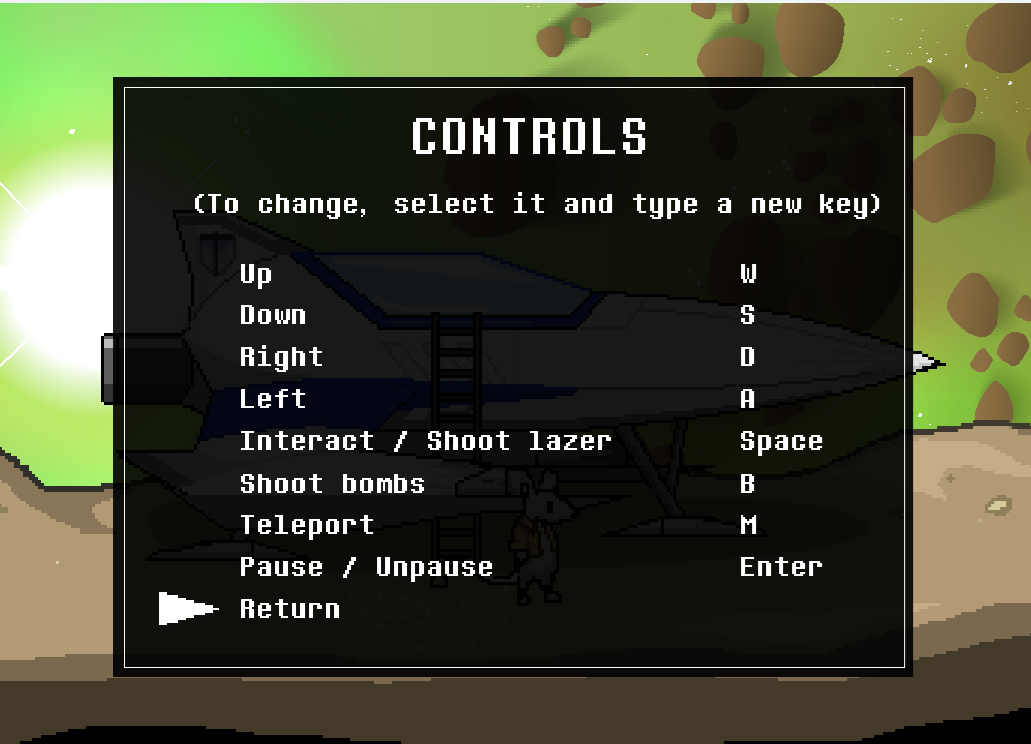 CONTROLS
(To change, select it and type a new key)
Up W
Down S
Right D
Left A
Interact / Shoot lazer Space
Shoot bombs B
Teleport M
Pause / Unpause Enter
Return